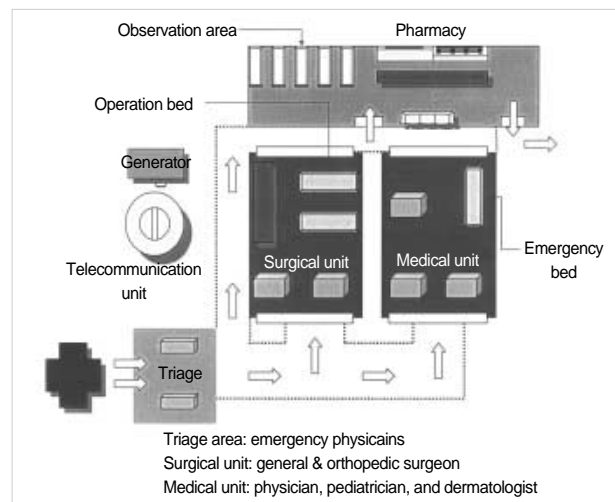 Observation area
Pharmacy
Operation bed
Generator
Telecommunication
unit
Surgical unit
Medical unit
Emergency
bed
Triage
Triage area: emergency physicains
Surgical unit: general & orthopedic surgeon
Medical unit: physician, pediatrician, and dermatologist